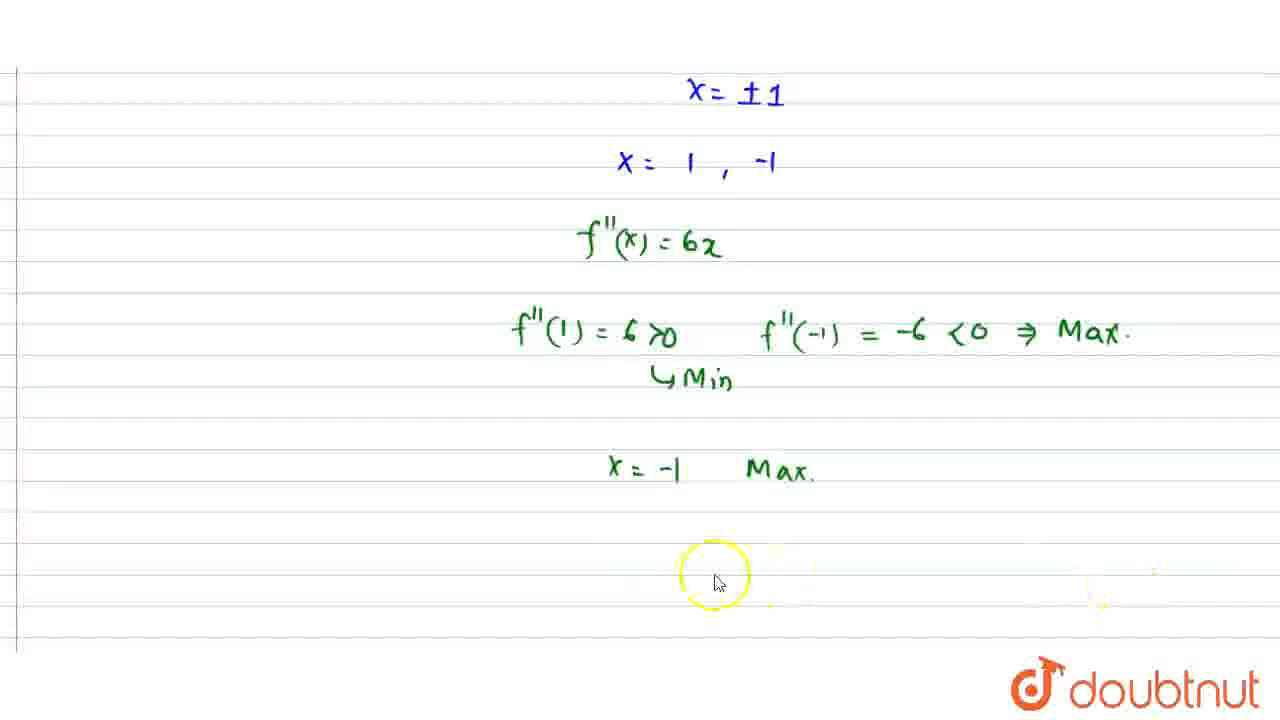 x = ± 1
x = 1 , -1
f''(x) = 6x
f''(1) = 6 >0 f''(-1) = -6 < 0 ⇒ Max.
↳ Min
x = -1 Max.
doubtnut